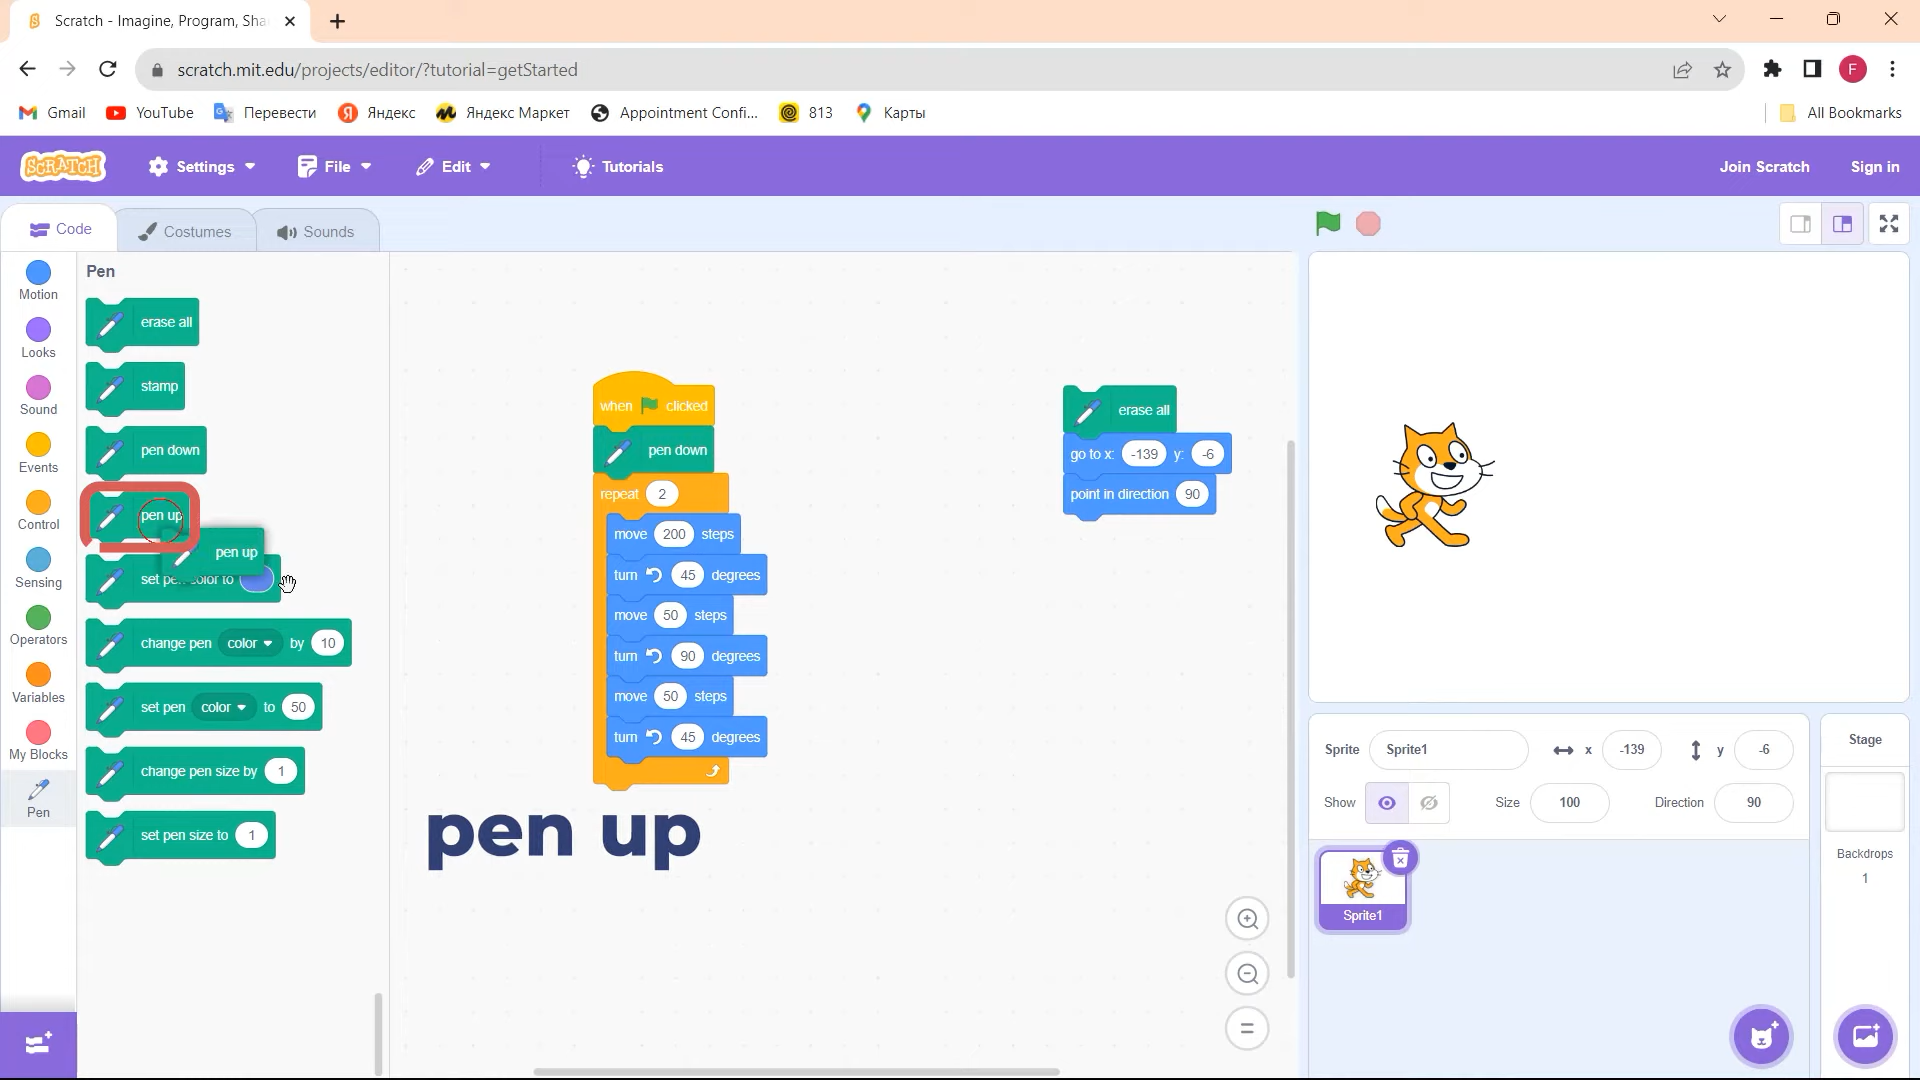 Scratch - Imagine, Program, Sha
scratch.mit.edu/projects/editor/?tutorial=getStarted
F
Gmail YouTube Перевести Яндекс Яндекс Маркет Appointment Confi... 813 Карты All Bookmarks
SCRATCH Settings File Edit Tutorials Join Scratch Sign in
Code Costumes Sounds
Motion
Looks
Sound
Events
Control
Sensing
Operators
Variables
My Blocks
Pen
Pen
erase all
stamp
pen down
pen up
pen up
set pen color to
change pen color by 10
set pen color to 50
change pen size by 1
set pen size to 1
when clicked
pen down
repeat 2
move 200 steps
turn 45 degrees
move 50 steps
turn 90 degrees
move 50 steps
turn 45 degrees
pen up
erase all
go to x: -139 y: -6
point in direction 90
Sprite Sprite1 x -139 y -6
Show Size 100 Direction 90
Sprite1
Stage
Backdrops
1